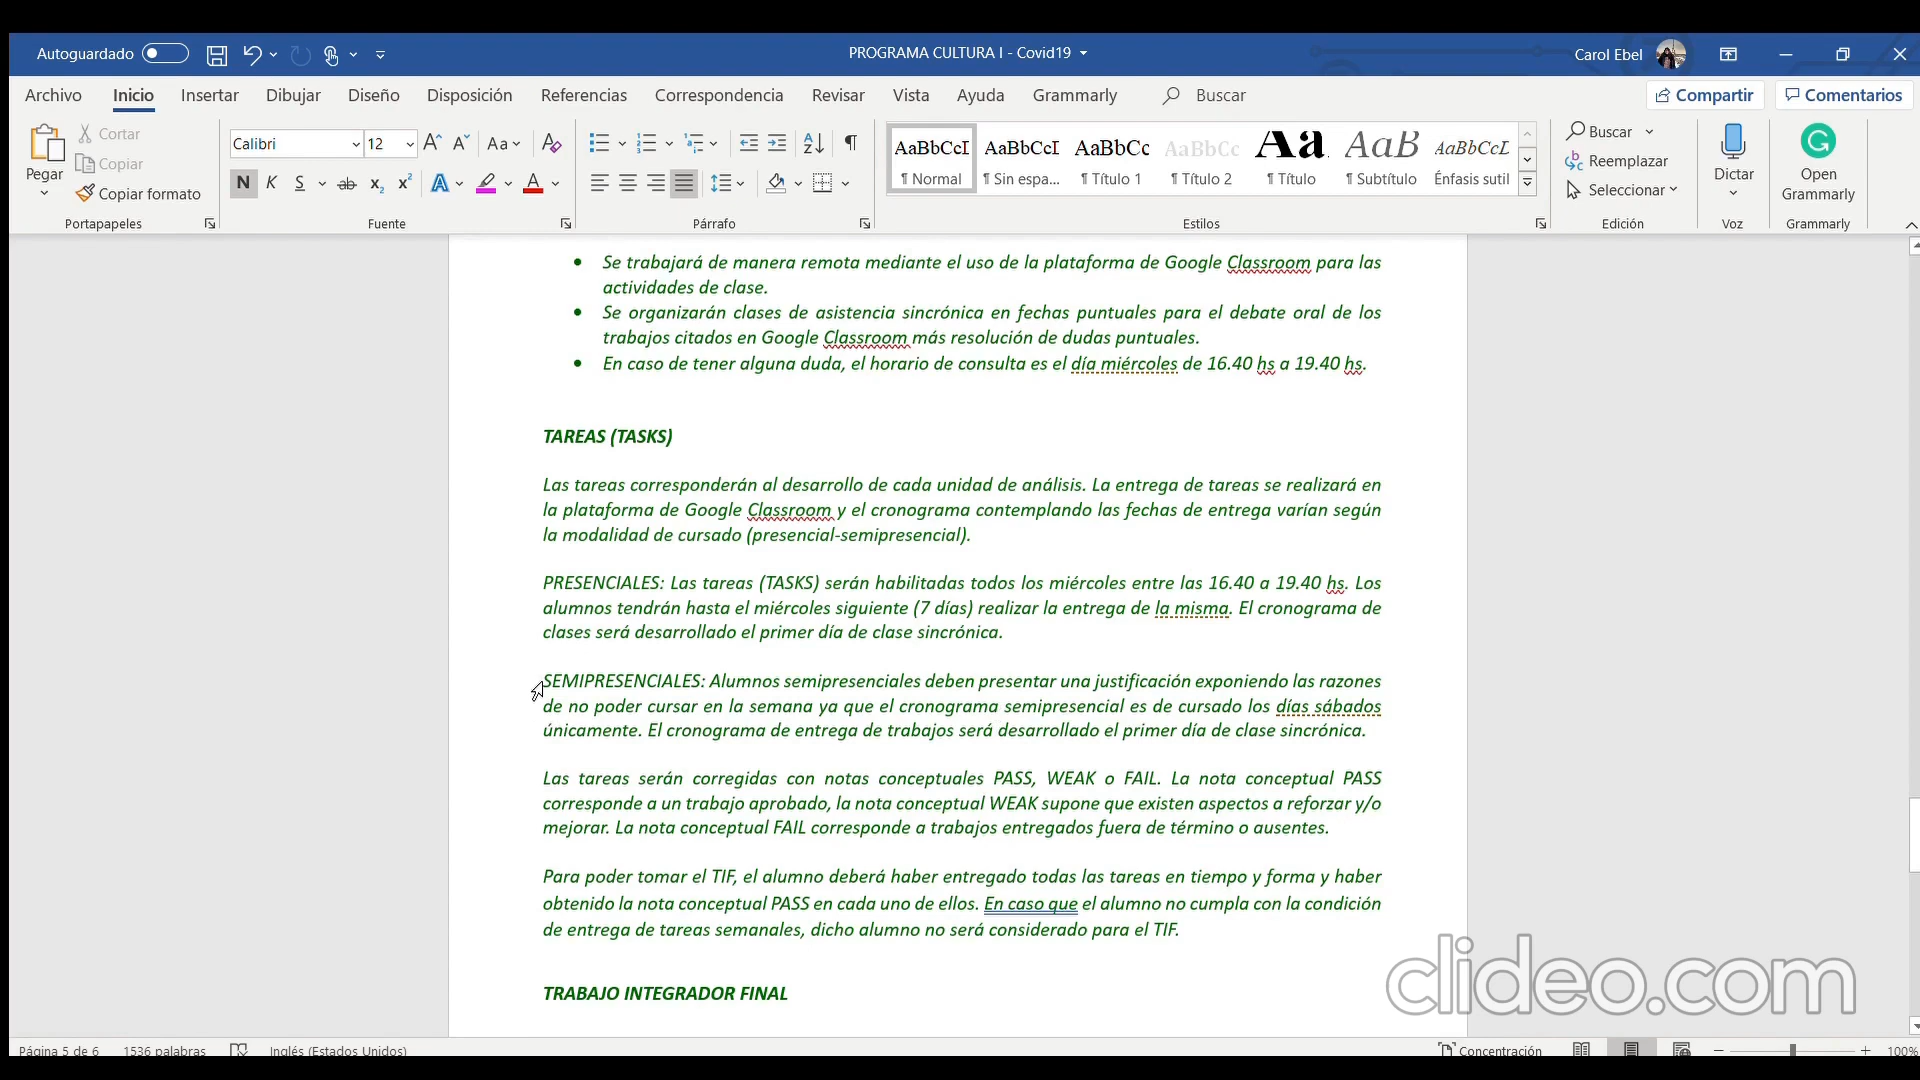 Autoguardado
PROGRAMA CULTURA I - Covid19
Carol Ebel
Archivo Inicio Insertar Dibujar Diseño Disposición Referencias Correspondencia Revisar Vista Ayuda Grammarly Buscar Compartir Comentarios
Pegar
Cortar
Copiar
Copiar formato
Portapapeles
Calibri 12
Fuente
Párrafo
AaBbCcI AaBbCcI AaBbCc AaBbCc Aa AaB AaBbCcL
¶ Normal ¶ Sin espa... ¶ Título 1 ¶ Título 2 ¶ Título ¶ Subtítulo Énfasis sutil
Estilos
Buscar
Reemplazar
Seleccionar
Edición
Dictar
Voz
Open
Grammarly
Grammarly
• Se trabajará de manera remota mediante el uso de la plataforma de Google Classroom para las
actividades de clase.
• Se organizarán clases de asistencia sincrónica en fechas puntuales para el debate oral de los
trabajos citados en Google Classroom más resolución de dudas puntuales.
• En caso de tener alguna duda, el horario de consulta es el día miércoles de 16.40 hs a 19.40 hs.
TAREAS (TASKS)
Las tareas corresponderán al desarrollo de cada unidad de análisis. La entrega de tareas se realizará en
la plataforma de Google Classroom y el cronograma contemplando las fechas de entrega varían según
la modalidad de cursado (presencial-semipresencial).
PRESENCIALES: Las tareas (TASKS) serán habilitadas todos los miércoles entre las 16.40 a 19.40 hs. Los
alumnos tendrán hasta el miércoles siguiente (7 días) realizar la entrega de la misma. El cronograma de
clases será desarrollado el primer día de clase sincrónica.
SEMIPRESENCIALES: Alumnos semipresenciales deben presentar una justificación exponiendo las razones
de no poder cursar en la semana ya que el cronograma semipresencial es de cursado los días sábados
únicamente. El cronograma de entrega de trabajos será desarrollado el primer día de clase sincrónica.
Las tareas serán corregidas con notas conceptuales PASS, WEAK o FAIL. La nota conceptual PASS
corresponde a un trabajo aprobado, la nota conceptual WEAK supone que existen aspectos a reforzar y/o
mejorar. La nota conceptual FAIL corresponde a trabajos entregados fuera de término o ausentes.
Para poder tomar el TIF, el alumno deberá haber entregado todas las tareas en tiempo y forma y haber
obtenido la nota conceptual PASS en cada uno de ellos. En caso que el alumno no cumpla con la condición
de entrega de tareas semanales, dicho alumno no será considerado para el TIF.
TRABAJO INTEGRADOR FINAL
clideo.com
Página 5 de 6 1536 palabras Inglés (Estados Unidos) Concentración 100%